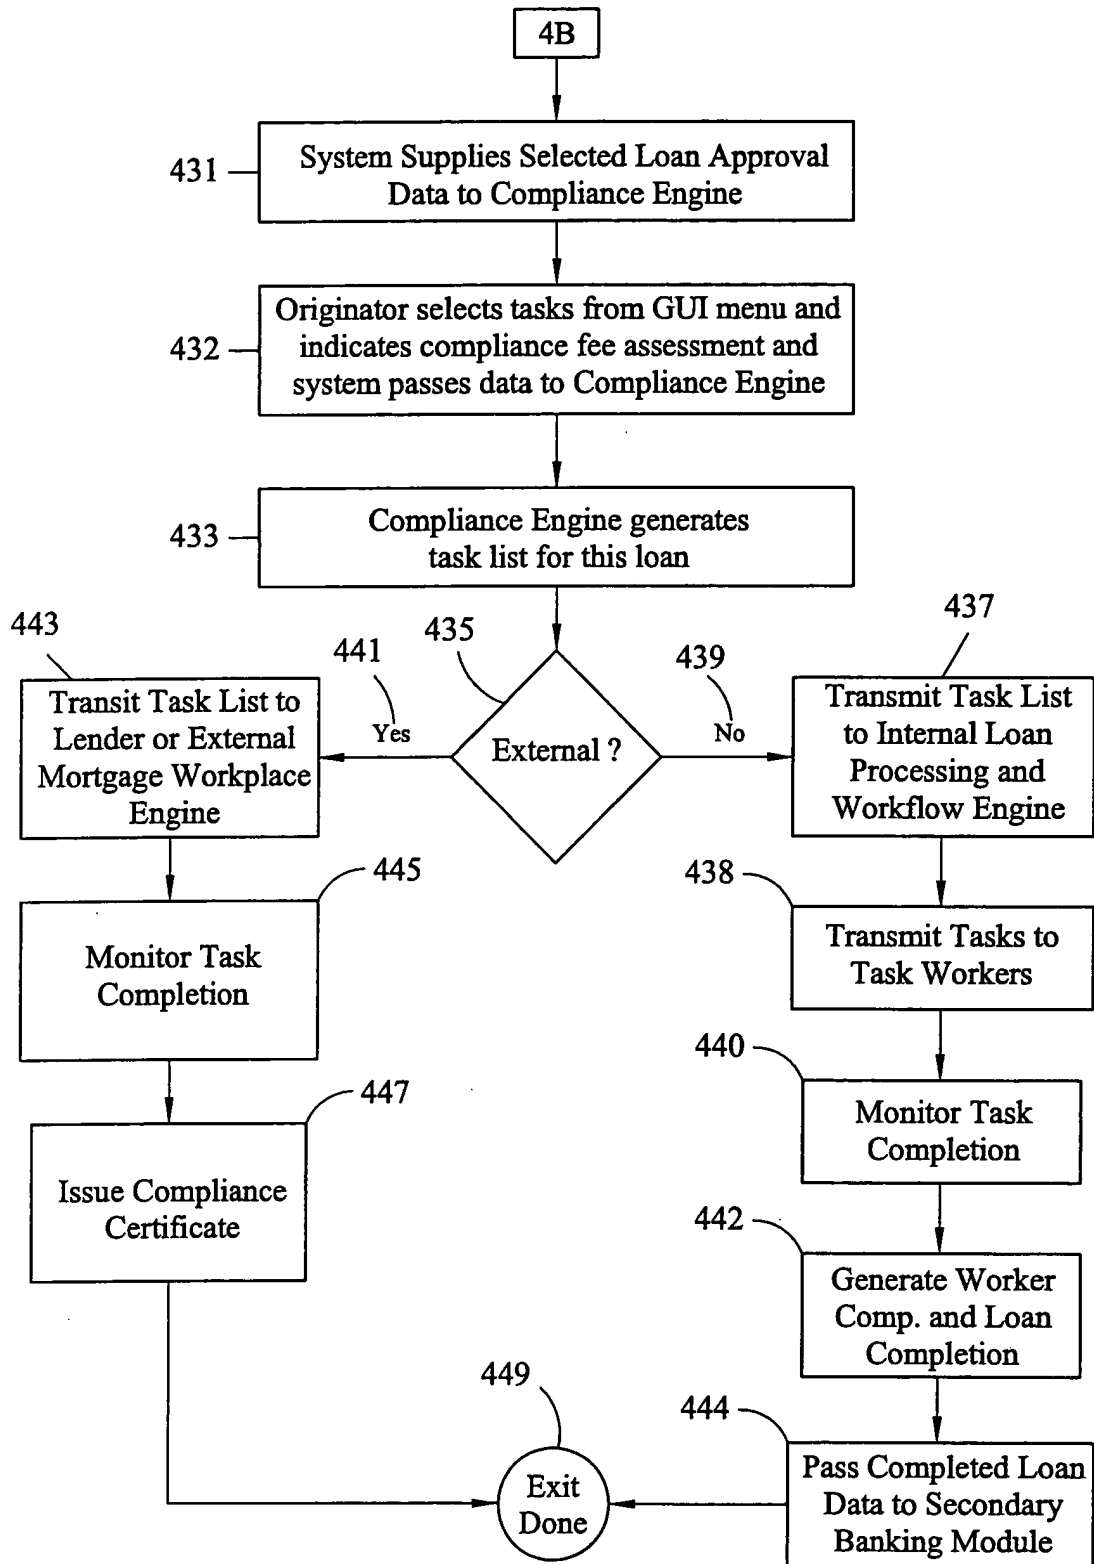 4B
431
System Supplies Selected Loan Approval
Data to Compliance Engine
432
Originator selects tasks from GUI menu and
indicates compliance fee assessment and
system passes data to Compliance Engine
433
Compliance Engine generates
task list for this loan
443
441
435
439
437
Transit Task List to
Lender or External
Mortgage Workplace
Engine
Yes
External ?
No
Transmit Task List
to Internal Loan
Processing and
Workflow Engine
445
Monitor Task
Completion
438
Transmit Tasks to
Task Workers
447
Issue Compliance
Certificate
440
Monitor Task
Completion
442
Generate Worker
Comp. and Loan
Completion
449
Exit
Done
444
Pass Completed Loan
Data to Secondary
Banking Module